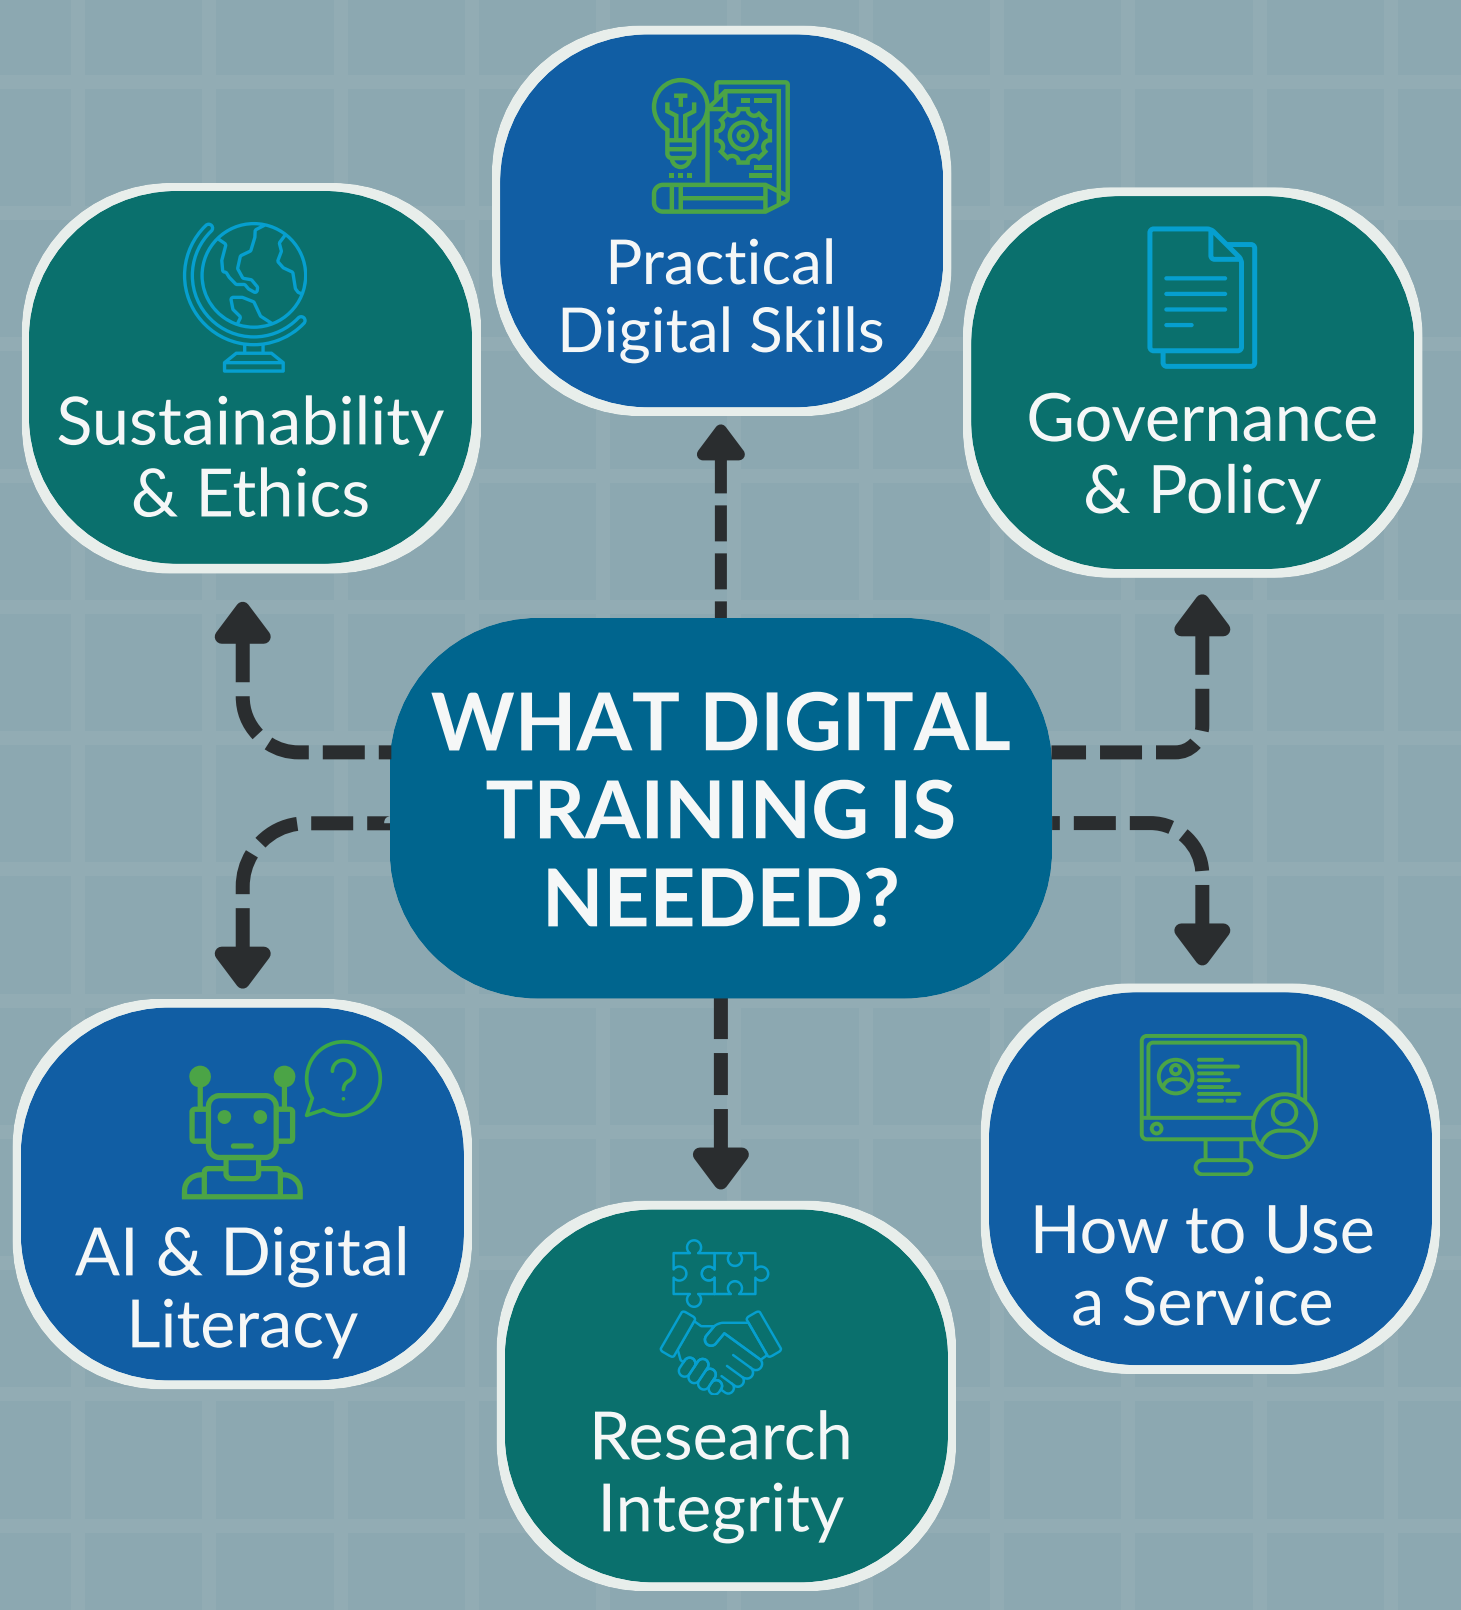 Practical
Digital Skills
Sustainability
& Ethics
Governance
& Policy
WHAT DIGITAL
TRAINING IS
NEEDED?
AI & Digital
Literacy
?
How to Use
a Service
Research
Integrity